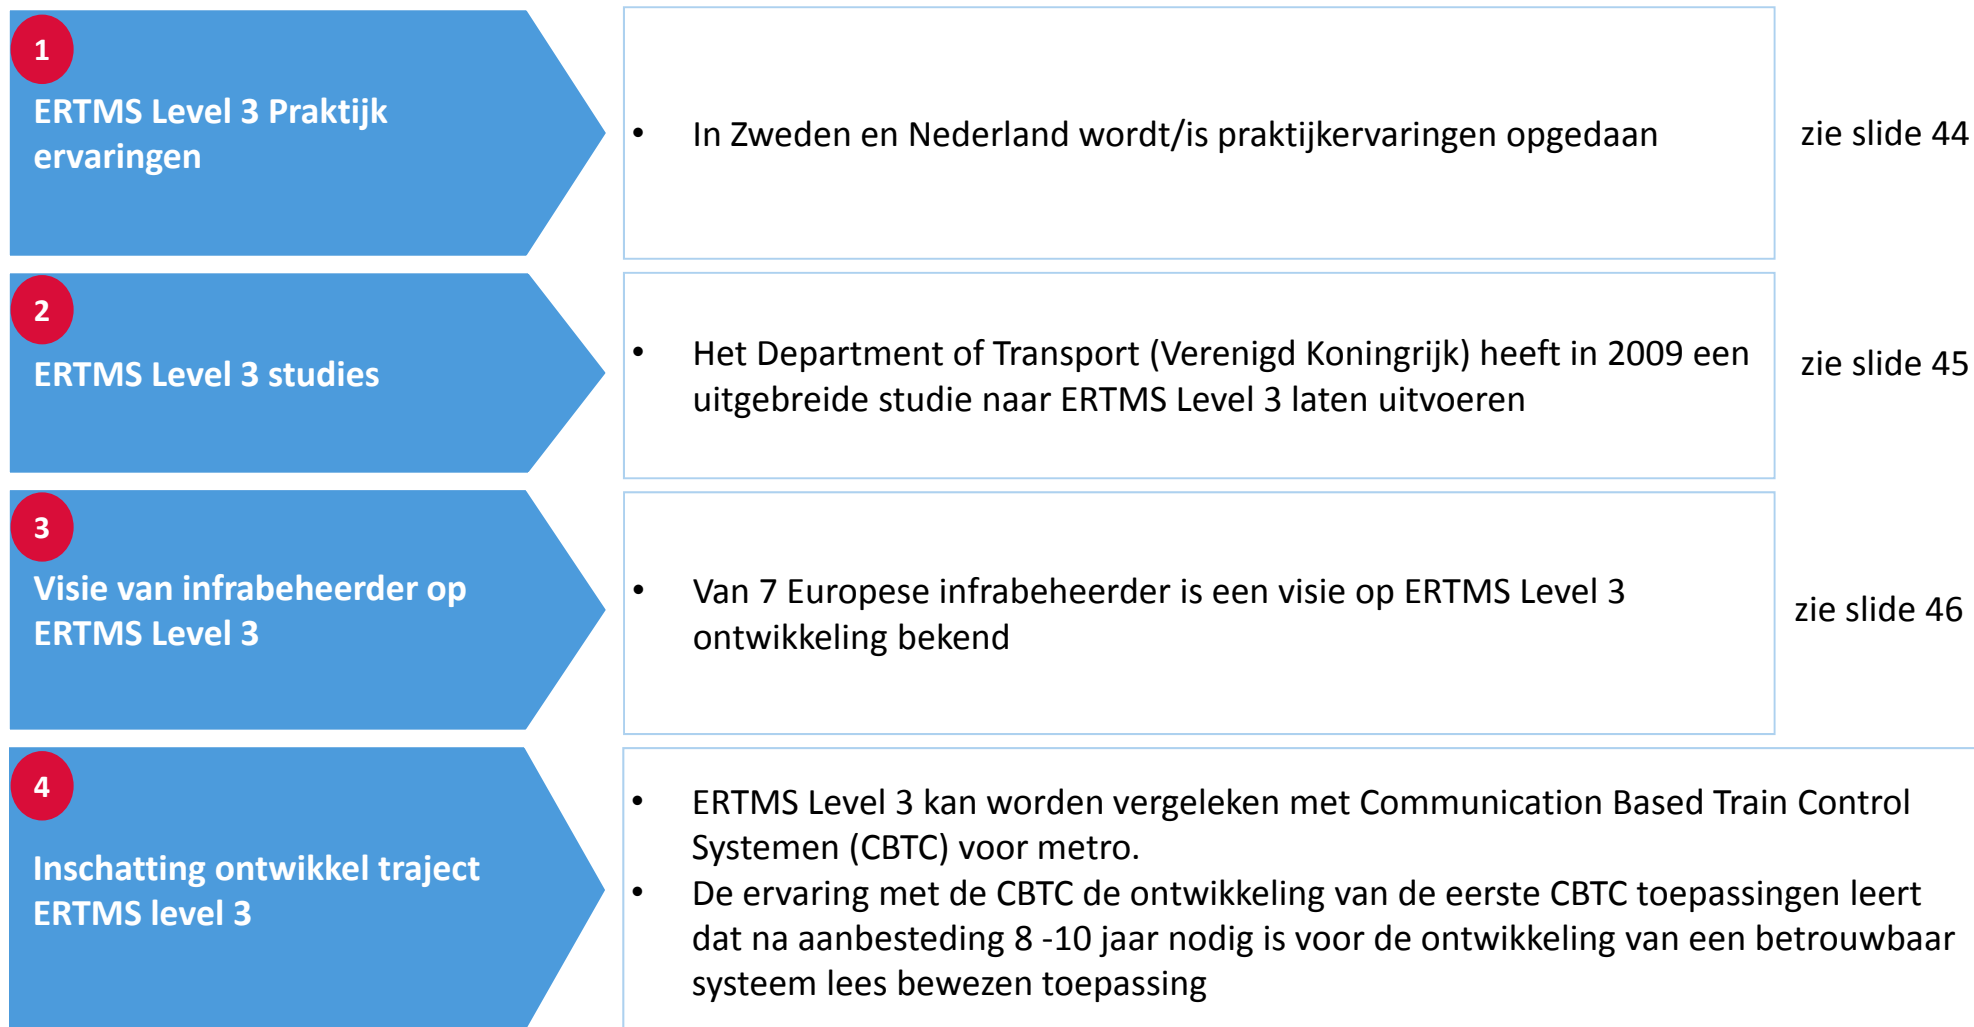 1
ERTMS Level 3 Praktijk
ervaringen
• In Zweden en Nederland wordt/is praktijkervaringen opgedaan
zie slide 44
2
ERTMS Level 3 studies
• Het Department of Transport (Verenigd Koningrijk) heeft in 2009 een
uitgebreide studie naar ERTMS Level 3 laten uitvoeren
zie slide 45
3
Visie van infrabeheerder op
ERTMS Level 3
• Van 7 Europese infrabeheerder is een visie op ERTMS Level 3
ontwikkeling bekend
zie slide 46
4
Inschatting ontwikkel traject
ERTMS level 3
• ERTMS Level 3 kan worden vergeleken met Communication Based Train Control
Systemen (CBTC) voor metro.
• De ervaring met de CBTC de ontwikkeling van de eerste CBTC toepassingen leert
dat na aanbesteding 8 -10 jaar nodig is voor de ontwikkeling van een betrouwbaar
systeem lees bewezen toepassing